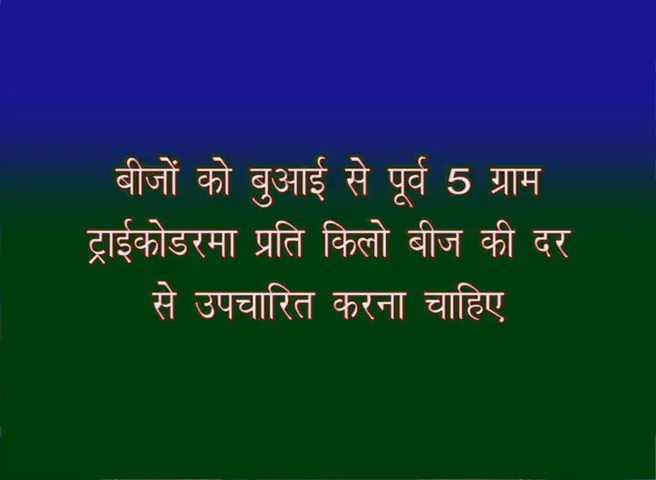 बीजों को बुआई से पूर्व 5 ग्राम
ट्राईकोडरमा प्रति किलो बीज की दर
से उपचारित करना चाहिए